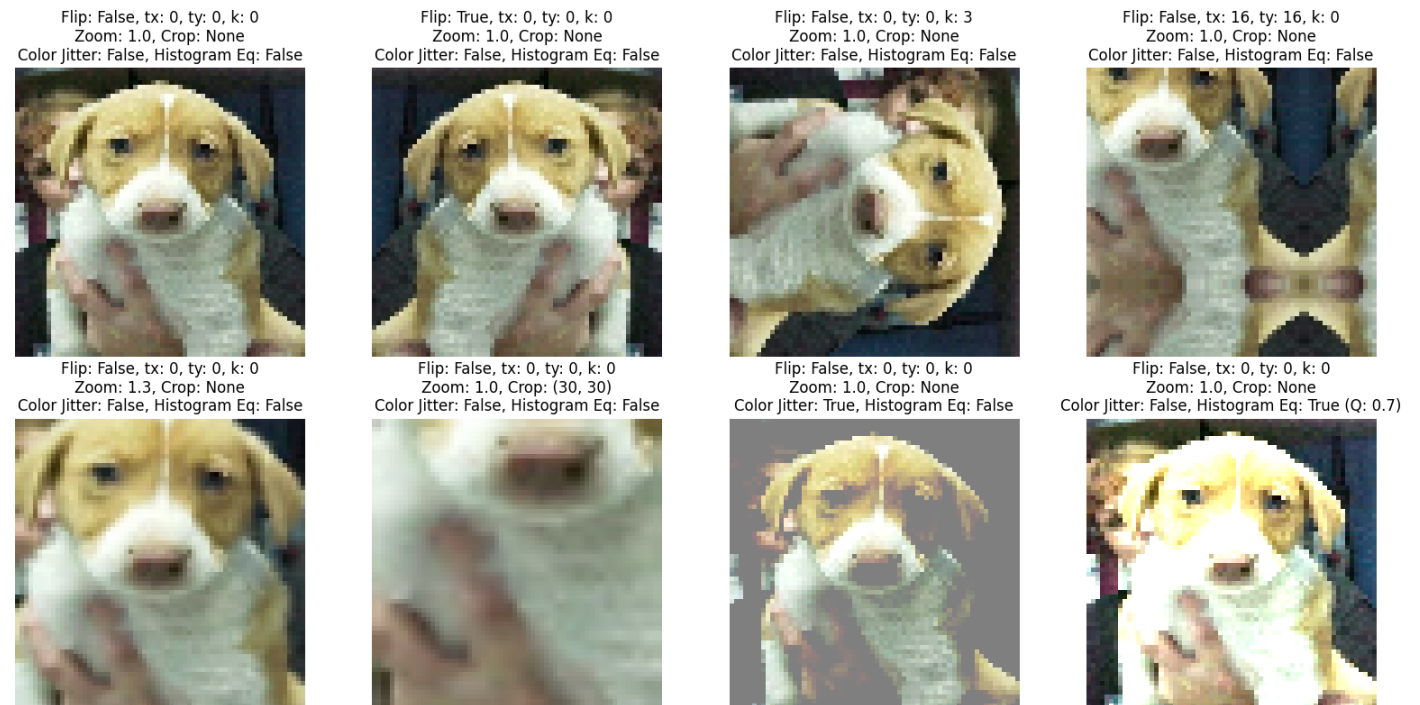 Flip: False, tx: 0, ty: 0, k: 0
Zoom: 1.0, Crop: None
Color Jitter: False, Histogram Eq: False
Flip: True, tx: 0, ty: 0, k: 0
Zoom: 1.0, Crop: None
Color Jitter: False, Histogram Eq: False
Flip: False, tx: 0, ty: 0, k: 3
Zoom: 1.0, Crop: None
Color Jitter: False, Histogram Eq: False
Flip: False, tx: 16, ty: 16, k: 0
Zoom: 1.0, Crop: None
Color Jitter: False, Histogram Eq: False
Flip: False, tx: 0, ty: 0, k: 0
Zoom: 1.3, Crop: None
Color Jitter: False, Histogram Eq: False
Flip: False, tx: 0, ty: 0, k: 0
Zoom: 1.0, Crop: (30, 30)
Color Jitter: False, Histogram Eq: False
Flip: False, tx: 0, ty: 0, k: 0
Zoom: 1.0, Crop: None
Color Jitter: True, Histogram Eq: False
Flip: False, tx: 0, ty: 0, k: 0
Zoom: 1.0, Crop: None
Color Jitter: False, Histogram Eq: True (Q: 0.7)